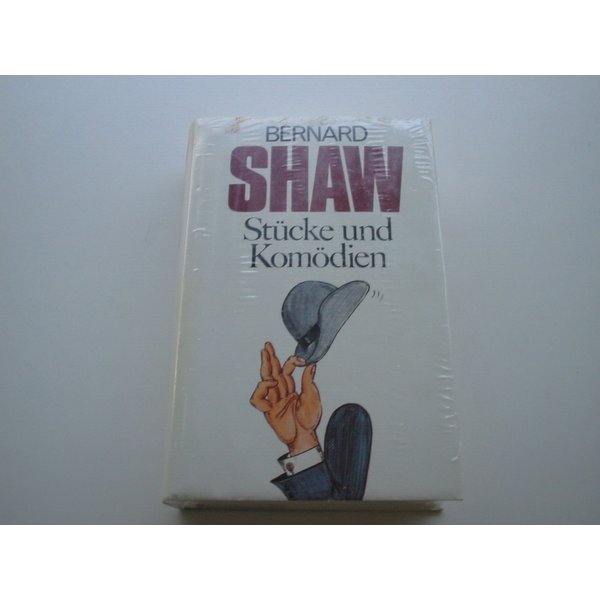 BERNARD
SHAW
Stücke und
Komödien